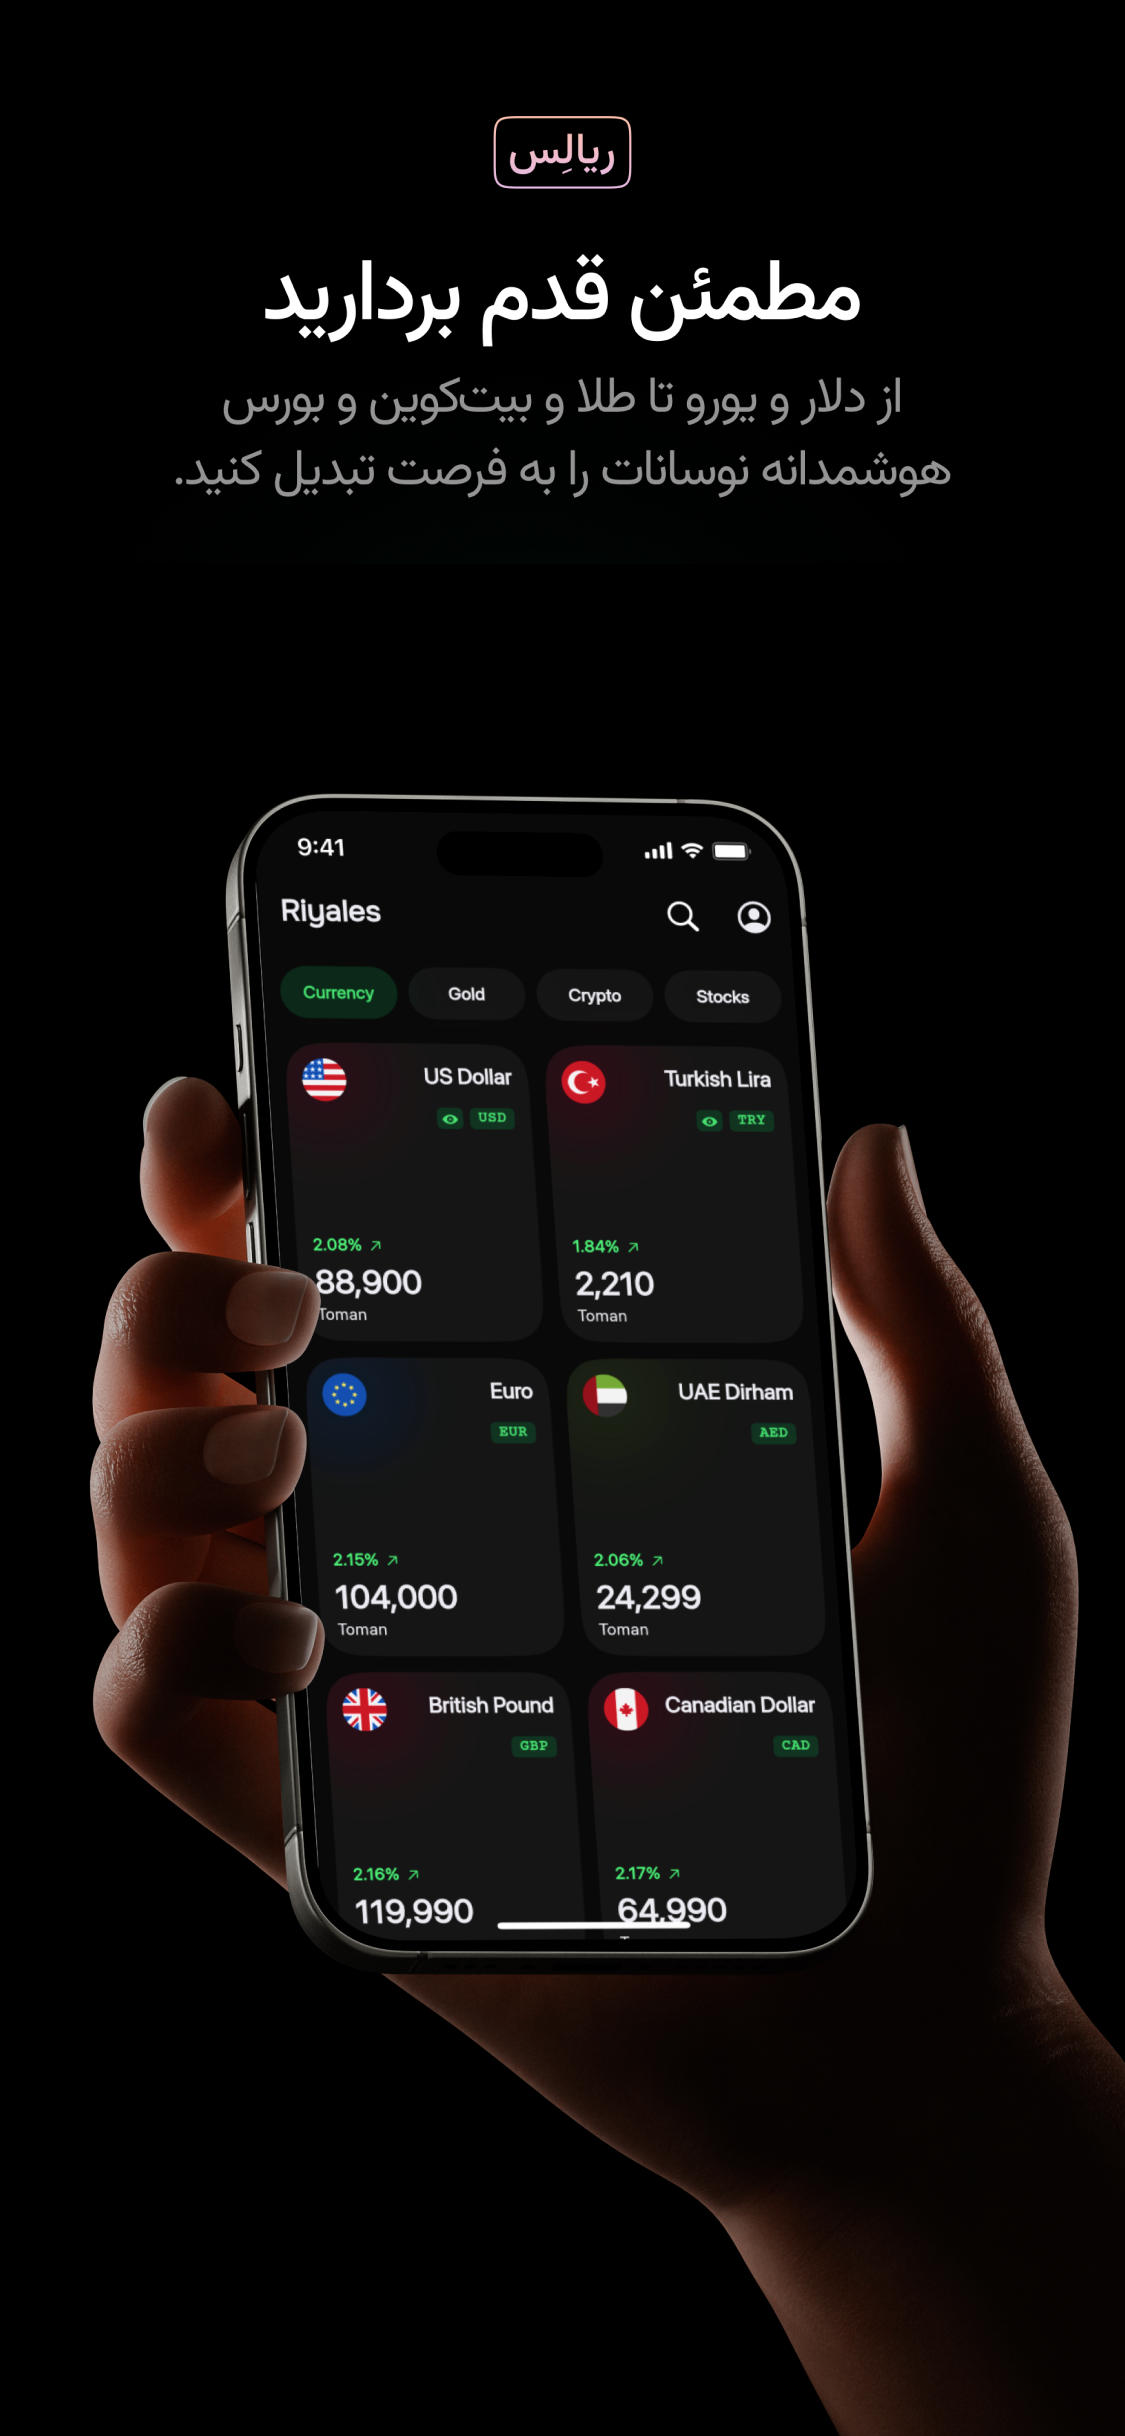 ریالِس
مطمئن قدم بردارید
از دلار و یورو تا طلا و بیت‌کوین و بورس
هوشمدانه نوسانات را به فرصت تبدیل کنید.
9:41
Riyales
Currency Gold Crypto Stocks
US Dollar
USD
2.08%
88,900
Toman
Turkish Lira
TRY
1.84%
2,210
Toman
Euro
EUR
2.15%
104,000
Toman
UAE Dirham
AED
2.06%
24,299
Toman
British Pound
GBP
2.16%
119,990
Canadian Dollar
CAD
2.17%
64,990